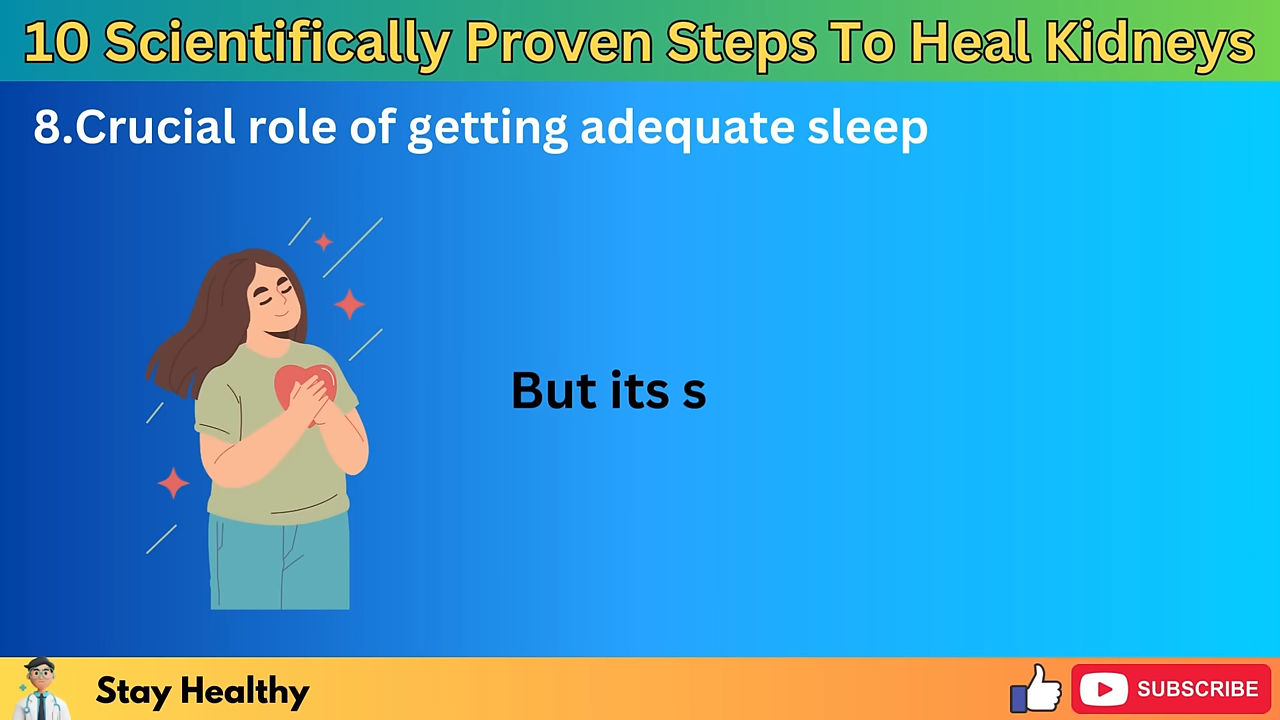 10 Scientifically Proven Steps To Heal Kidneys
8.Crucial role of getting adequate sleep
But its s
Stay Healthy
SUBSCRIBE